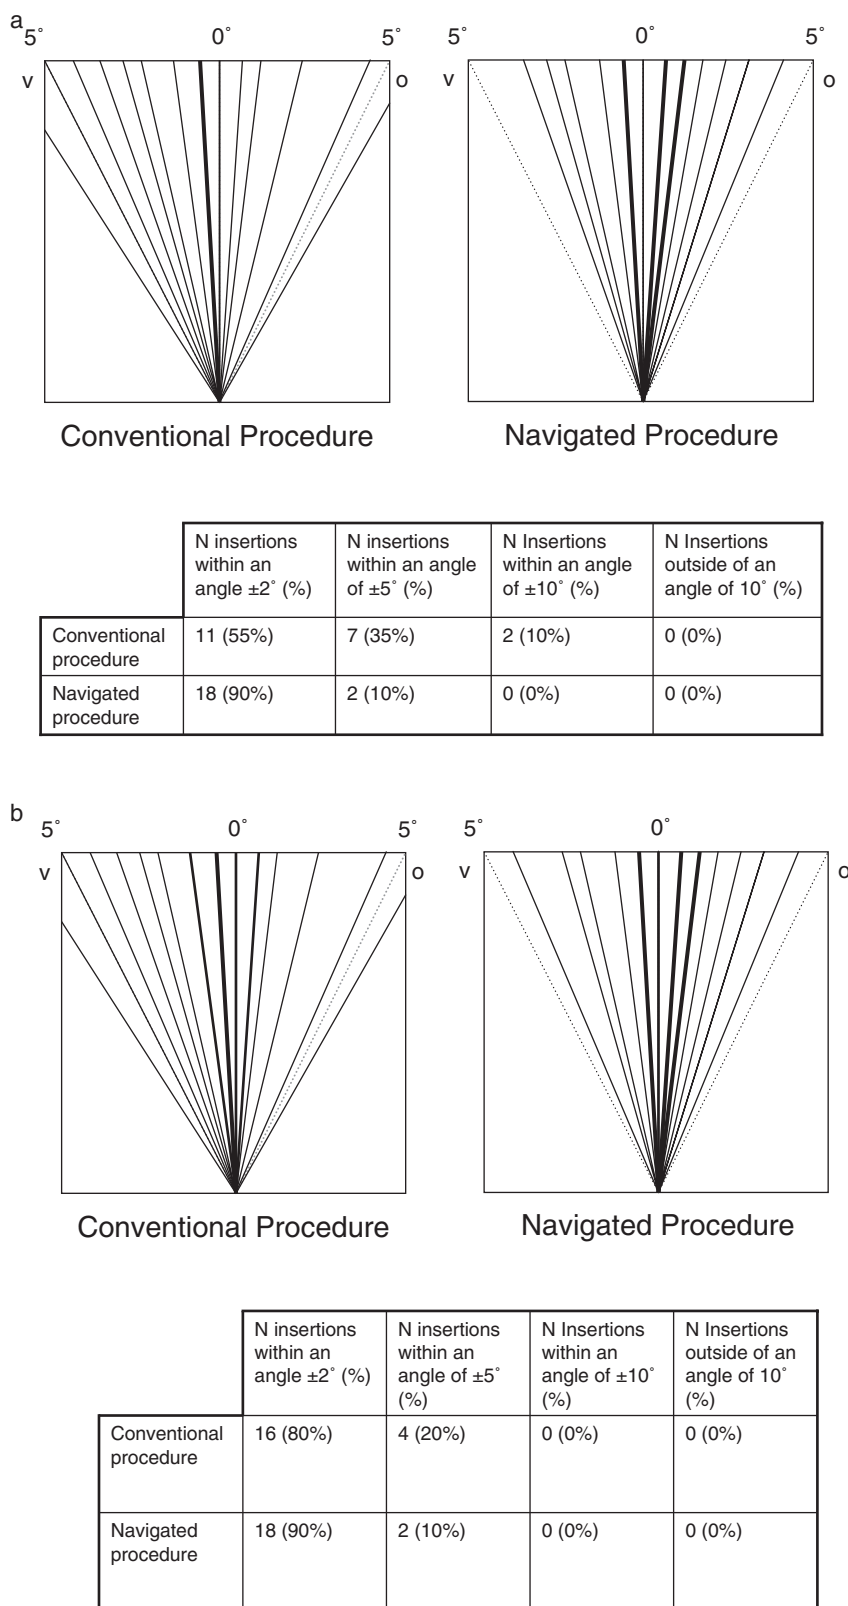 a
5° 0° 5° 5° 0° 5°
v o v o
Conventional Procedure Navigated Procedure
N insertions within an angle ±2° (%) N insertions within an angle of ±5° (%) N Insertions within an angle of ±10° (%) N Insertions outside of an angle of 10° (%)
Conventional procedure 11 (55%) 7 (35%) 2 (10%) 0 (0%)
Navigated procedure 18 (90%) 2 (10%) 0 (0%) 0 (0%)
b
5° 0° 5° 5° 0° 5°
v o v o
Conventional Procedure Navigated Procedure
N insertions within an angle ±2° (%) N insertions within an angle of ±5° (%) N Insertions within an angle of ±10° (%) N Insertions outside of an angle of 10° (%)
Conventional procedure 16 (80%) 4 (20%) 0 (0%) 0 (0%)
Navigated procedure 18 (90%) 2 (10%) 0 (0%) 0 (0%)